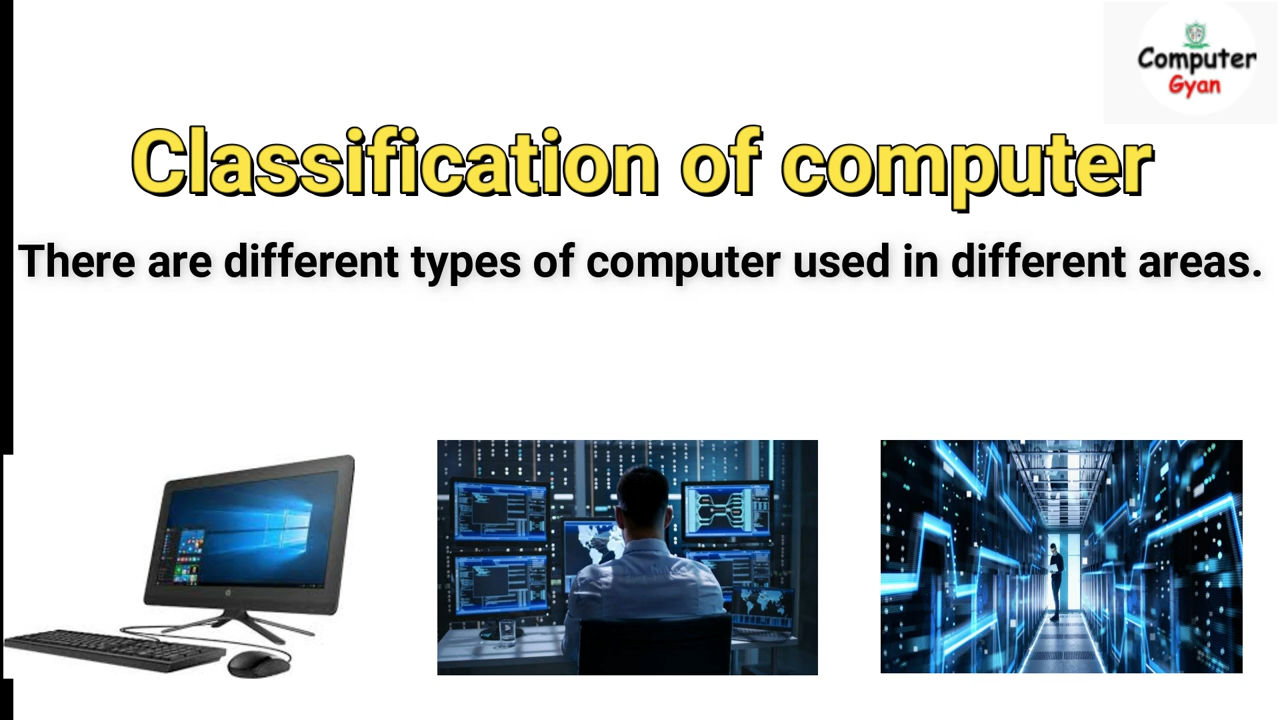 Computer
Gyan
Classification of computer
There are different types of computer used in different areas.